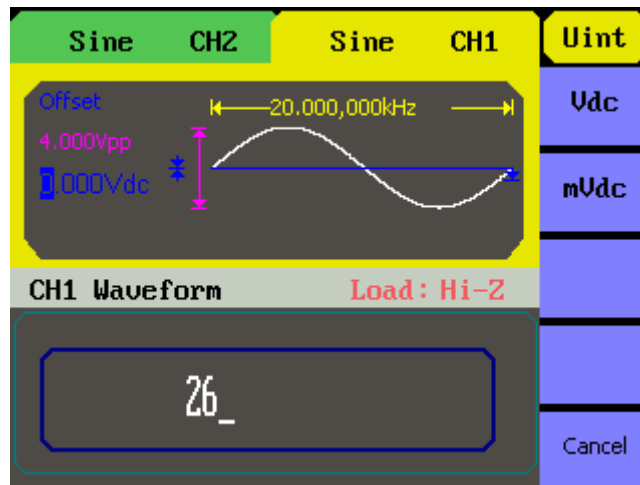 Sine CH2 Sine CH1 Uint
Offset
20.000,000kHz
4.000Vpp
0.000Vdc
Vdc
mVdc
CH1 Waveform Load: Hi-Z
26_
Cancel